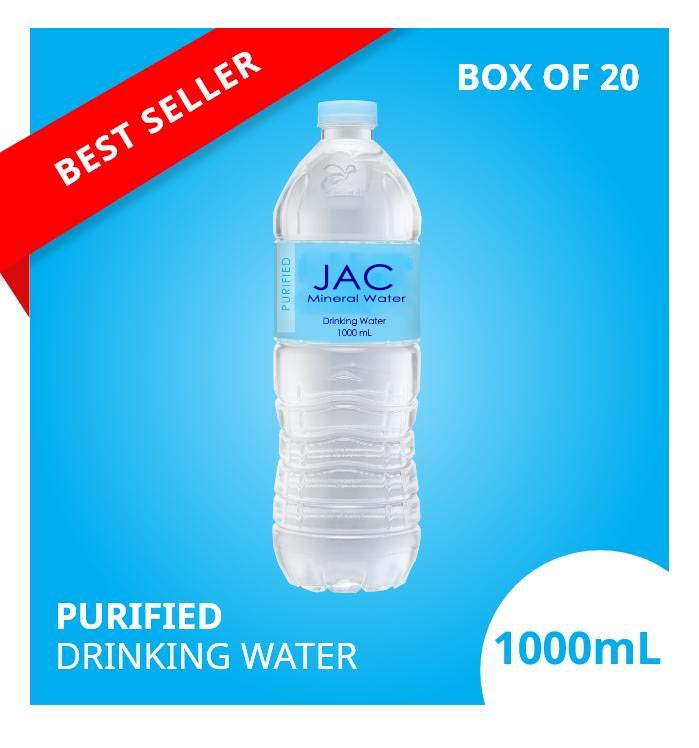 BEST SELLER
BOX OF 20
PURIFIED
JAC
Mineral Water
Drinking Water
1000 mL
PURIFIED
DRINKING WATER
1000mL